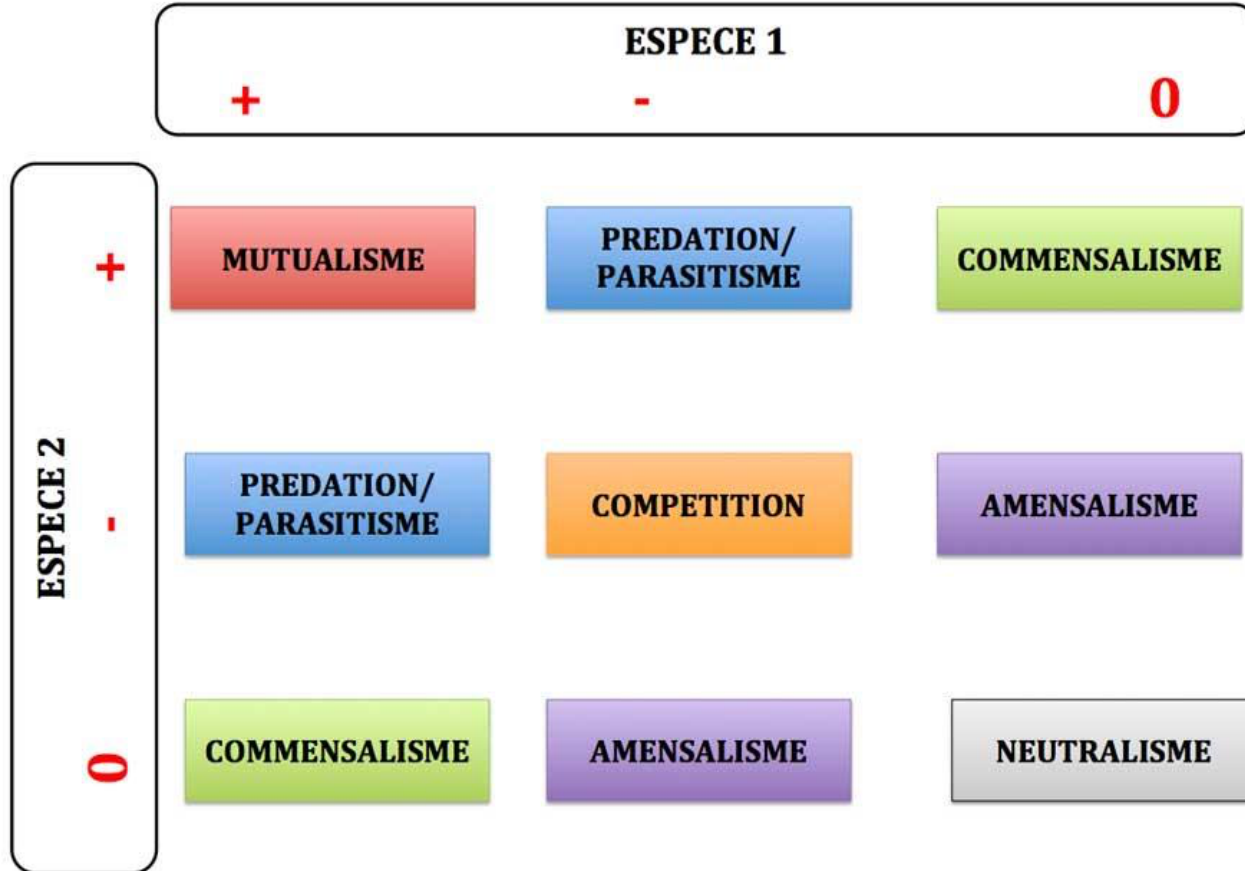 ESPECE 1
+ - 0
ESPECE 2
+
MUTUALISME
PREDATION/
PARASITISME
COMMENSALISME
-
PREDATION/
PARASITISME
COMPETITION
AMENSALISME
0
COMMENSALISME
AMENSALISME
NEUTRALISME